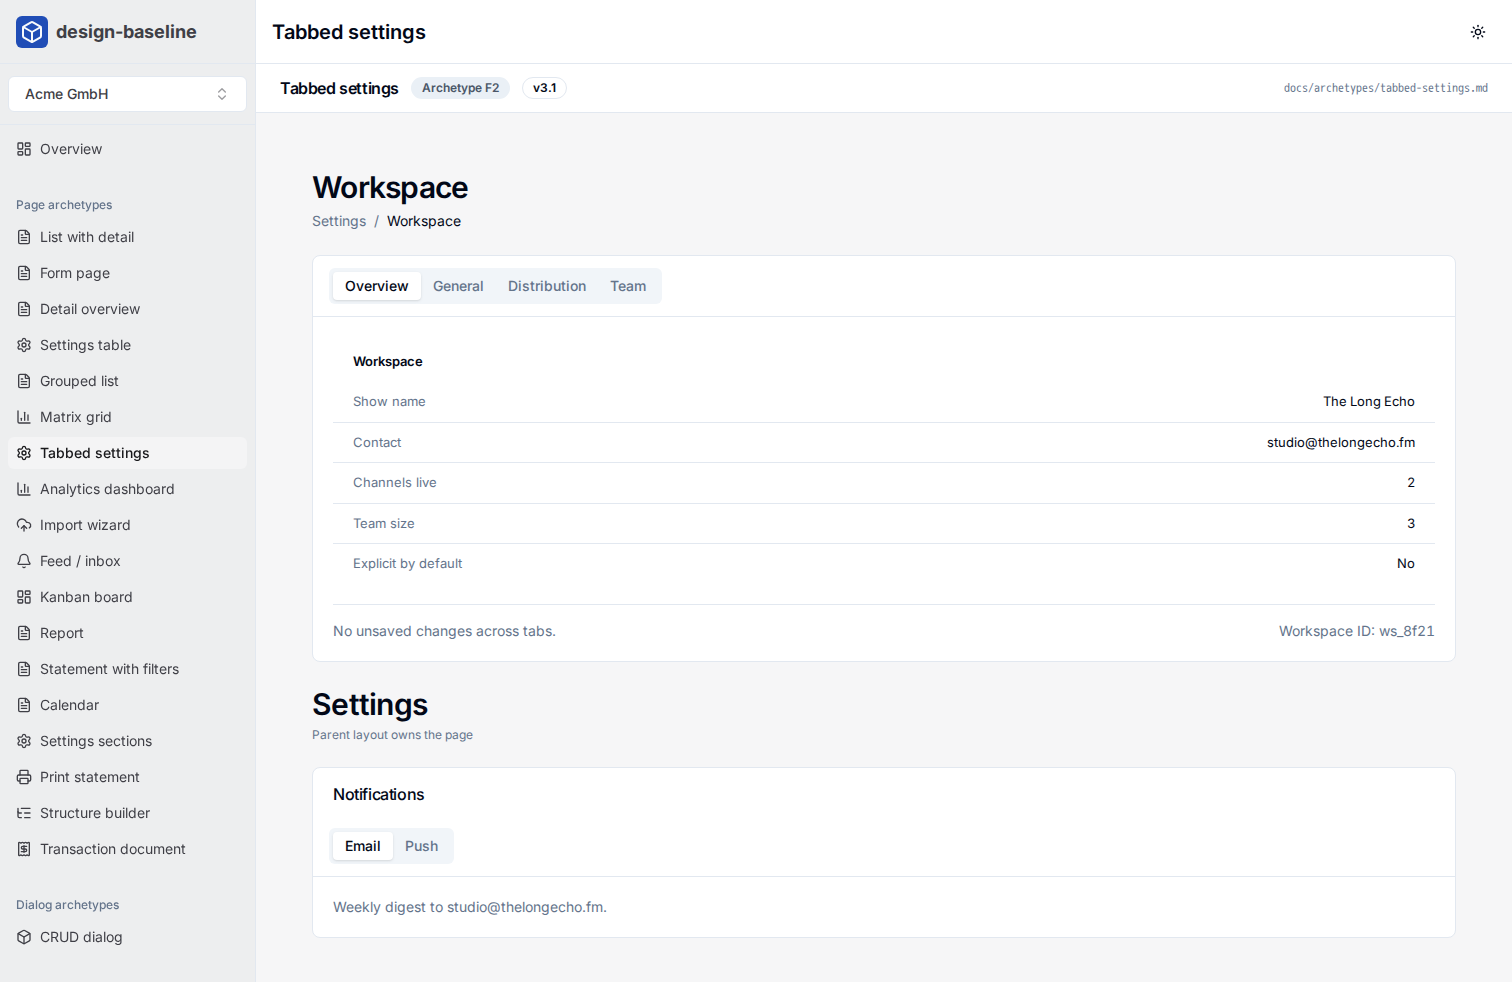 design-baseline
Acme GmbH
Overview
Page archetypes
List with detail
Form page
Detail overview
Settings table
Grouped list
Matrix grid
Tabbed settings
Analytics dashboard
Import wizard
Feed / inbox
Kanban board
Report
Statement with filters
Calendar
Settings sections
Print statement
Structure builder
Transaction document
Dialog archetypes
CRUD dialog
Tabbed settings
Tabbed settings Archetype F2 v3.1 docs/archetypes/tabbed-settings.md
Workspace
Settings / Workspace
Overview General Distribution Team
Workspace
Show name The Long Echo
Contact studio@thelongecho.fm
Channels live 2
Team size 3
Explicit by default No
No unsaved changes across tabs. Workspace ID: ws_8f21
Settings
Parent layout owns the page
Notifications
Email Push
Weekly digest to studio@thelongecho.fm.